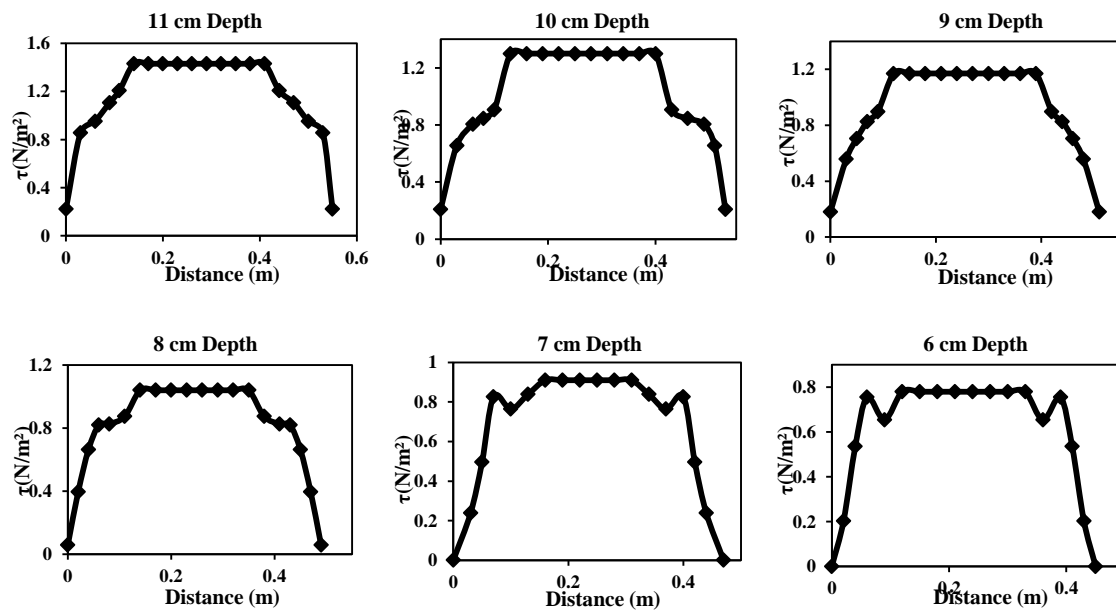 11 cm Depth
τ(N/m²)
1.6
1.2
0.8
0.4
0
0 0.2 0.4 0.6
Distance (m)
10 cm Depth
τ(N/m²)
1.2
0.8
0.4
0
0 0.2 0.4
Distance (m)
9 cm Depth
τ(N/m²)
1.2
0.8
0.4
0
0 0.2 0.4
Distance (m)
8 cm Depth
τ(N/m²)
1.2
0.8
0.4
0
0 0.2 0.4
Distance (m)
7 cm Depth
τ(N/m²)
1
0.8
0.6
0.4
0.2
0
0 0.2 0.4
Distance (m)
6 cm Depth
τ(N/m²)
0.8
0.6
0.4
0.2
0
0 0.2 0.4
Distance (m)